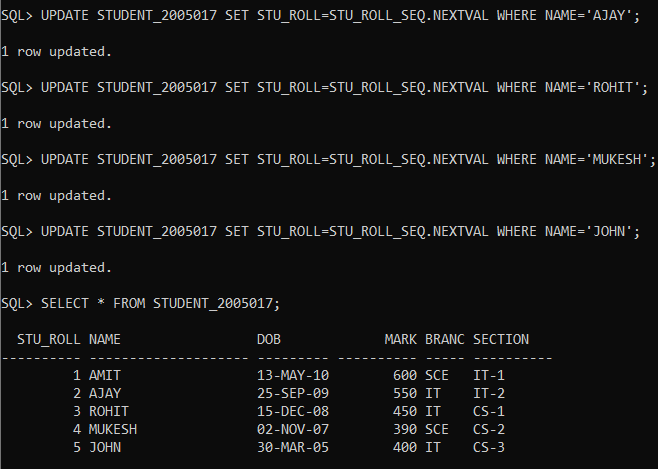 SQL> UPDATE STUDENT_2005017 SET STU_ROLL=STU_ROLL_SEQ.NEXTVAL WHERE NAME='AJAY';
1 row updated.
SQL> UPDATE STUDENT_2005017 SET STU_ROLL=STU_ROLL_SEQ.NEXTVAL WHERE NAME='ROHIT';
1 row updated.
SQL> UPDATE STUDENT_2005017 SET STU_ROLL=STU_ROLL_SEQ.NEXTVAL WHERE NAME='MUKESH';
1 row updated.
SQL> UPDATE STUDENT_2005017 SET STU_ROLL=STU_ROLL_SEQ.NEXTVAL WHERE NAME='JOHN';
1 row updated.
SQL> SELECT * FROM STUDENT_2005017;
  STU_ROLL NAME                 DOB             MARK BRANC SECTION
---------- -------------------- --------- ---------- ----- ----------
         1 AMIT                 13-MAY-10        600 SCE   IT-1
         2 AJAY                 25-SEP-09        550 IT    IT-2
         3 ROHIT                15-DEC-08        450 IT    CS-1
         4 MUKESH               02-NOV-07        390 SCE   CS-2
         5 JOHN                 30-MAR-05        400 IT    CS-3